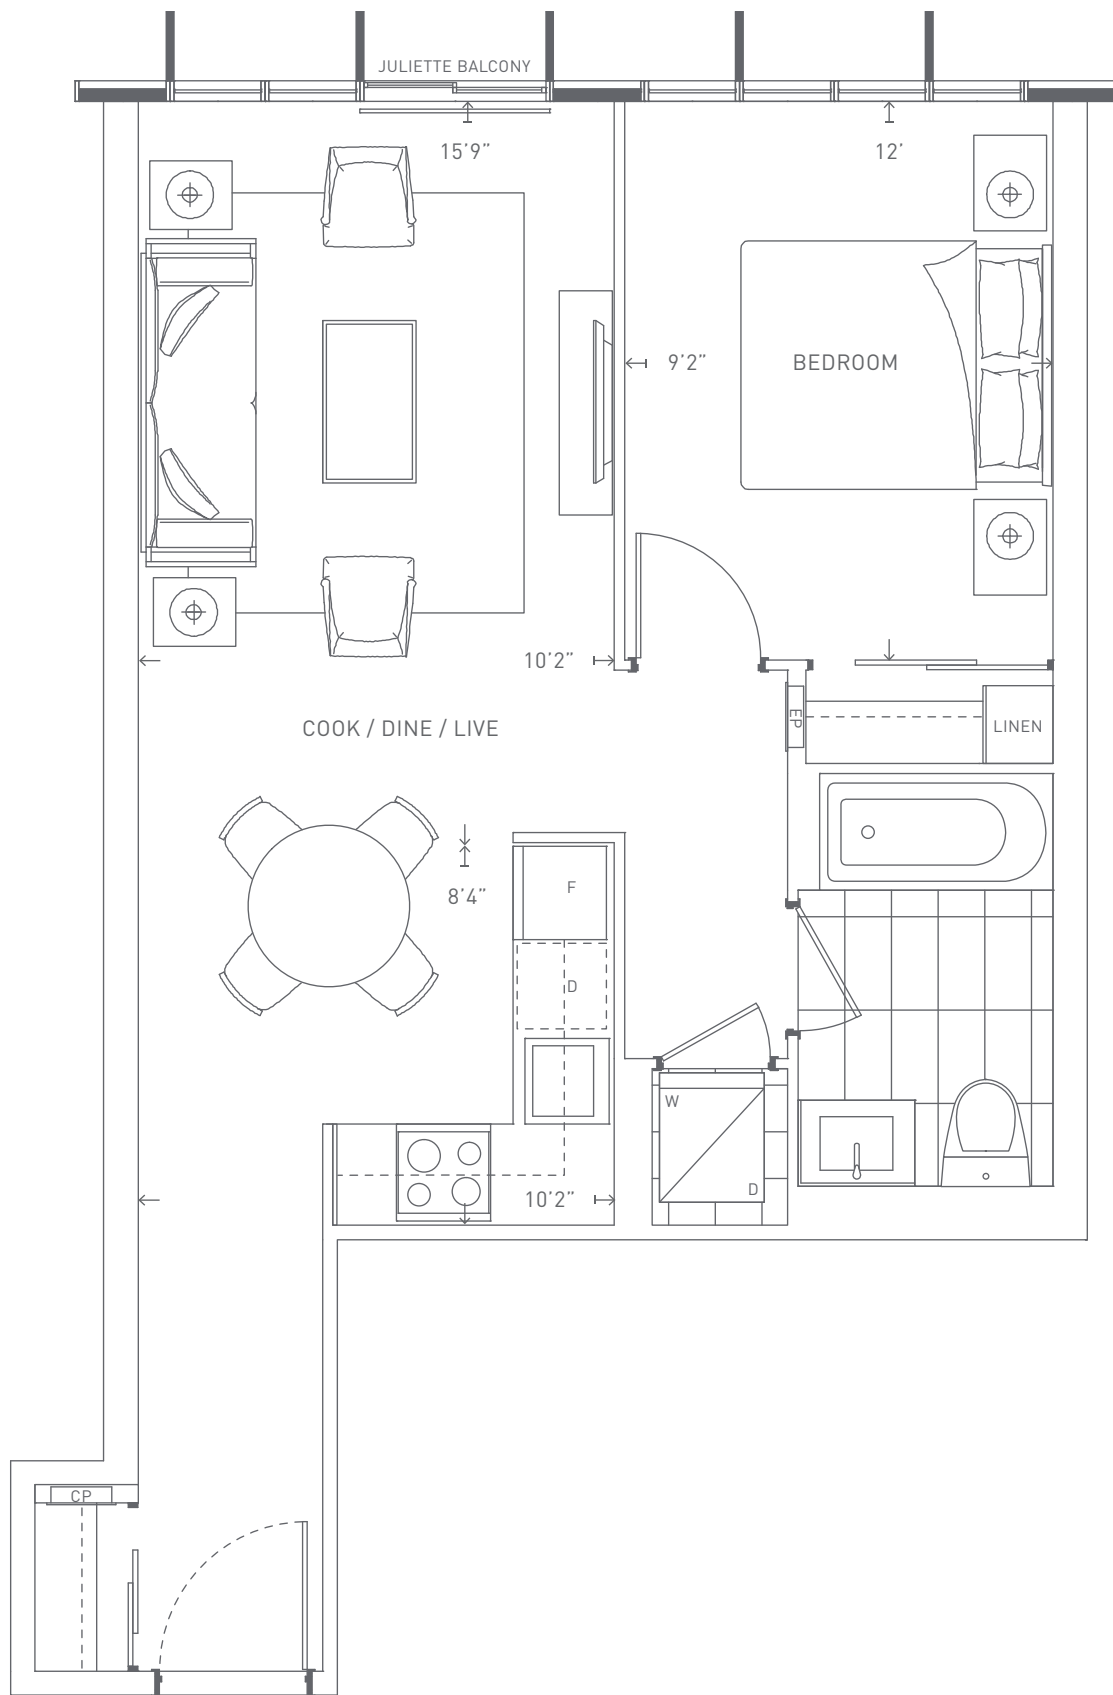 JULIETTE BALCONY
15’9”
12’
9’2”
BEDROOM
10’2”
COOK / DINE / LIVE
EP
LINEN
8’4”
F
D
W
D
10’2”
CP